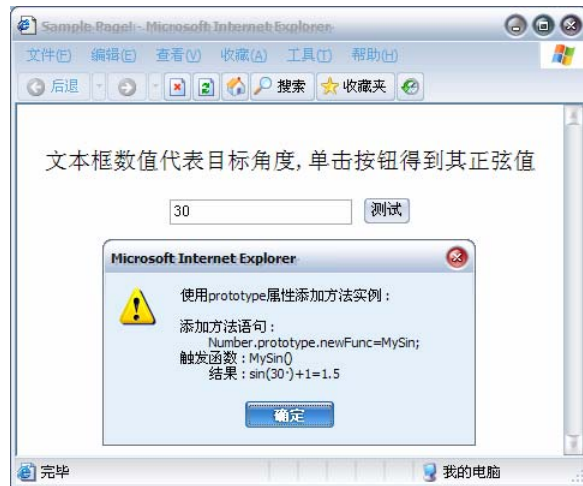 Sample Page! - Microsoft Internet Explorer
文件(F) 编辑(E) 查看(V) 收藏(A) 工具(T) 帮助(H)
后退 搜索 收藏夹
文本框数值代表目标角度,单击按钮得到其正弦值
30 测试
Microsoft Internet Explorer
使用prototype属性添加方法实例：
添加方法语句：
Number.prototype.newFunc=MySin;
触发函数：MySin()
结果：sin(30·)+1=1.5
确定
完毕 我的电脑